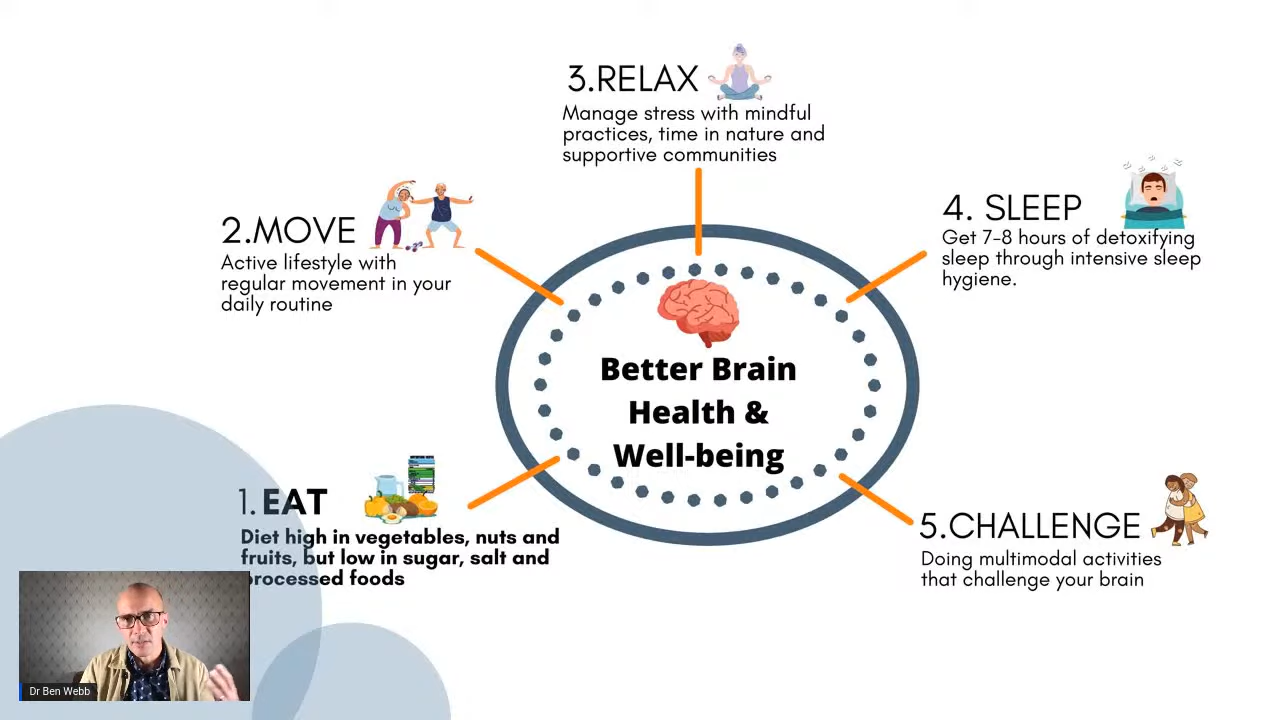 3.RELAX
Manage stress with mindful
practices, time in nature and
supportive communities
2.MOVE
Active lifestyle with
regular movement in your
daily routine
4. SLEEP
Get 7-8 hours of detoxifying
sleep through intensive sleep
hygiene.
Better Brain
Health &
Well-being
1.EAT
Diet high in vegetables, nuts and
fruits, but low in sugar, salt and
processed foods
5.CHALLENGE
Doing multimodal activities
that challenge your brain
Dr Ben Webb